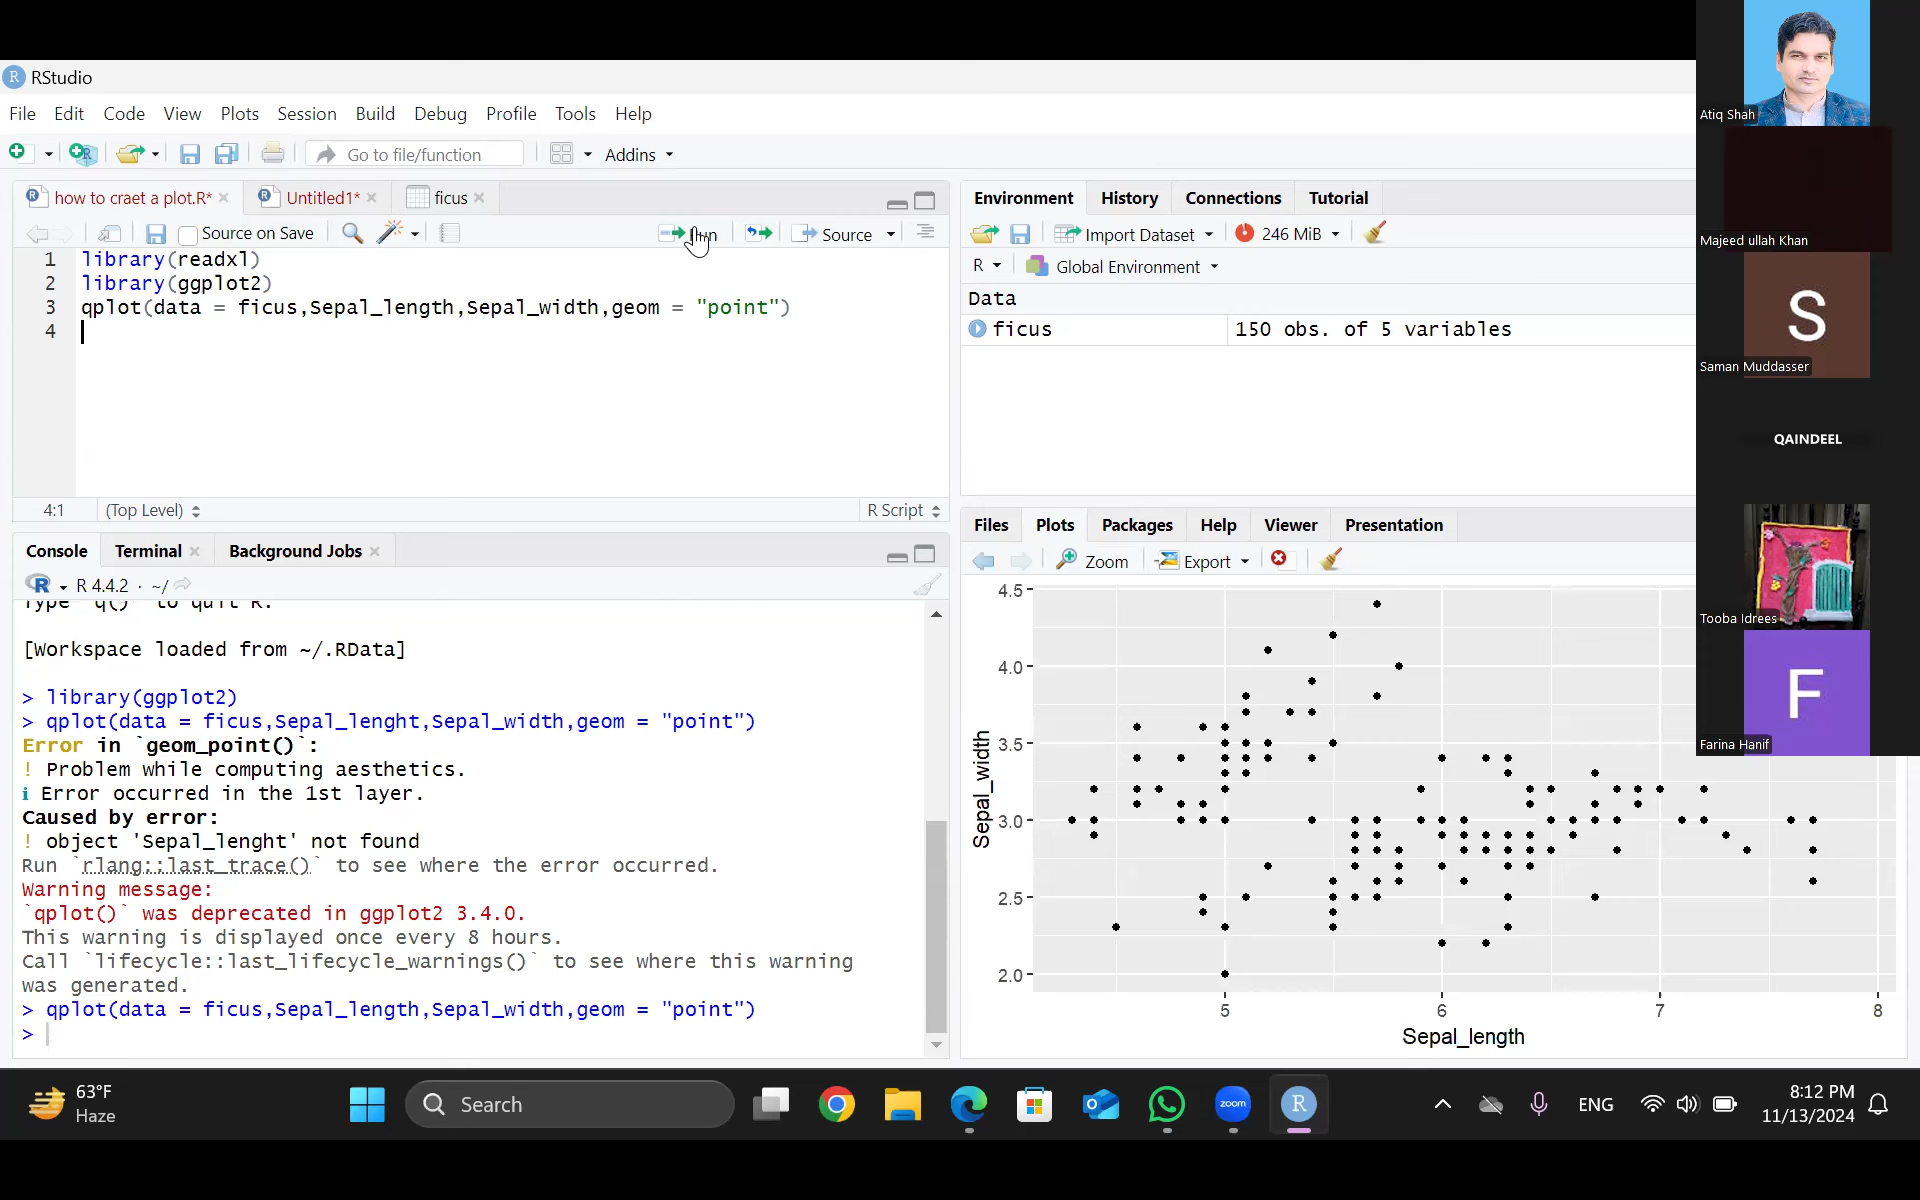 RStudio
File Edit Code View Plots Session Build Debug Profile Tools Help
Go to file/function Addins
how to craet a plot.R* Untitled1* ficus
Source on Save Source
1 library(readxl)
2 library(ggplot2)
3 qplot(data = ficus,Sepal_length,Sepal_width,geom = "point")
4
4:1 (Top Level) R Script
Console Terminal Background Jobs
R 4.4.2 · ~/
Type 'q()' to quit R.
[Workspace loaded from ~/.RData]
> library(ggplot2)
> qplot(data = ficus,Sepal_lenght,Sepal_width,geom = "point")
Error in `geom_point()`:
! Problem while computing aesthetics.
ℹ Error occurred in the 1st layer.
Caused by error:
! object 'Sepal_lenght' not found
Run `rlang::last_trace()` to see where the error occurred.
Warning message:
`qplot()` was deprecated in ggplot2 3.4.0.
This warning is displayed once every 8 hours.
Call `lifecycle::last_lifecycle_warnings()` to see where this warning
was generated.
> qplot(data = ficus,Sepal_length,Sepal_width,geom = "point")
>
Environment History Connections Tutorial
Import Dataset 246 MiB
R Global Environment
Data
ficus 150 obs. of 5 variables
Files Plots Packages Help Viewer Presentation
Zoom Export
4.5
4.0
3.5
3.0
2.5
2.0
Sepal_width
5 6 7 8
Sepal_length
Atiq Shah
Majeed ullah Khan
S
Saman Muddasser
QAINDEEL
Tooba Idrees
F
Farina Hanif
63°F
Haze
Search
zoom
R
ENG
8:12 PM
11/13/2024